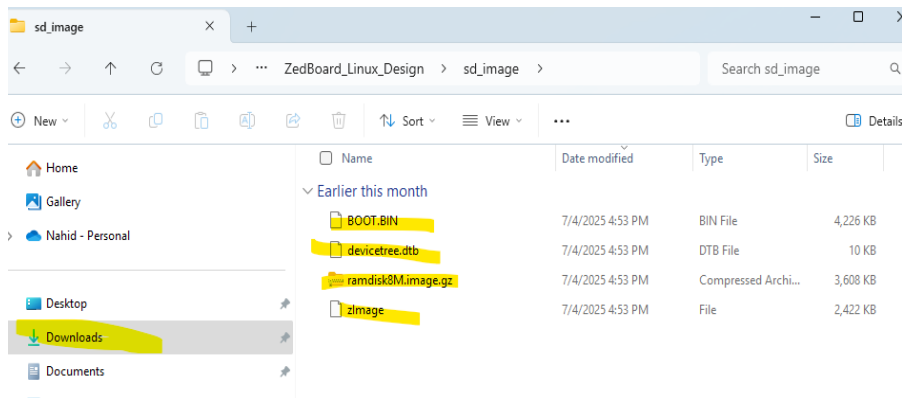 sd_image
ZedBoard_Linux_Design > sd_image >
Search sd_image
New
Sort
View
Details
Home
Gallery
Nahid - Personal
Desktop
Downloads
Documents
Name Date modified Type Size
Earlier this month
BOOT.BIN 7/4/2025 4:53 PM BIN File 4,226 KB
devicetree.dtb 7/4/2025 4:53 PM DTB File 10 KB
ramdisk8M.image.gz 7/4/2025 4:53 PM Compressed Archi... 3,608 KB
zImage 7/4/2025 4:53 PM File 2,422 KB